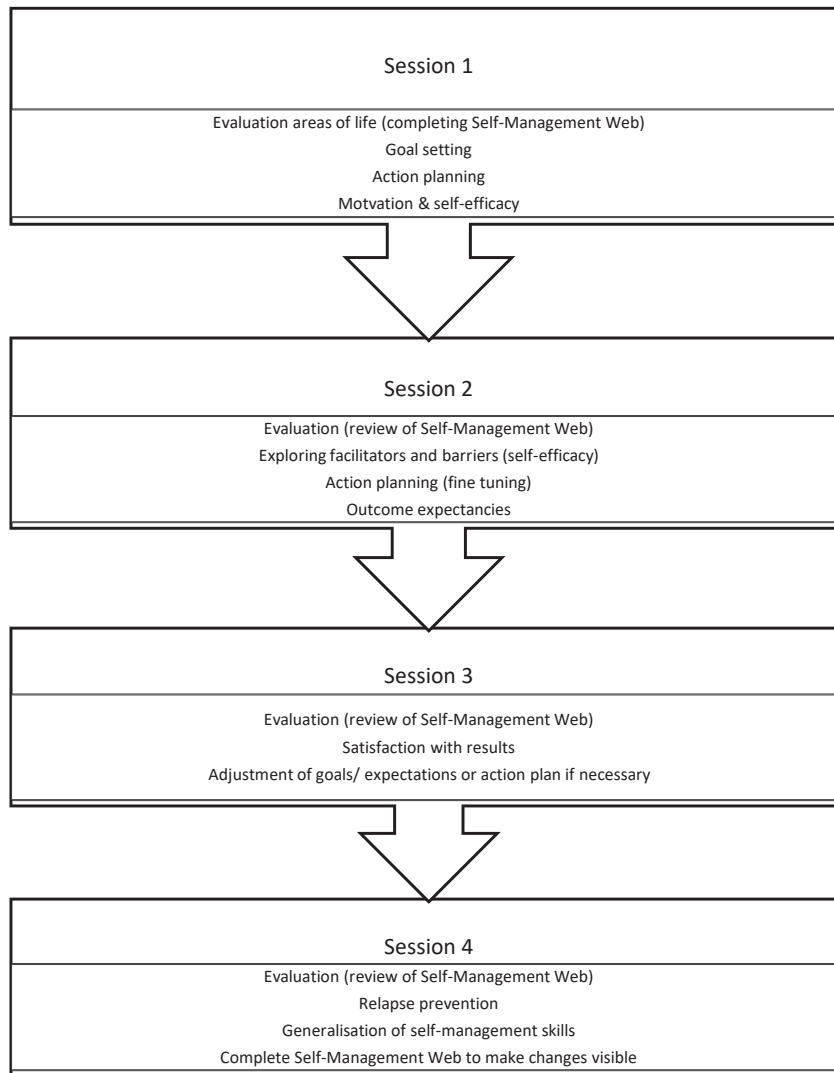 Session 1
Evaluation areas of life (completing Self-Management Web)
Goal setting
Action planning
Motvation & self-efficacy
Session 2
Evaluation (review of Self-Management Web)
Exploring facilitators and barriers (self-efficacy)
Action planning (fine tuning)
Outcome expectancies
Session 3
Evaluation (review of Self-Management Web)
Satisfaction with results
Adjustment of goals/ expectations or action plan if necessary
Session 4
Evaluation (review of Self-Management Web)
Relapse prevention
Generalisation of self-management skills
Complete Self-Management Web to make changes visible